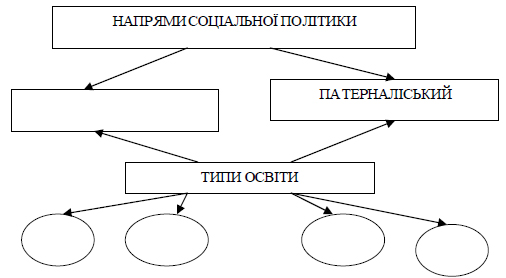 НАПРЯМИ СОЦІАЛЬНОЇ ПОЛІТИКИ
ПА ТЕРНАЛІСЬКИЙ
ТИПИ ОСВІТИ